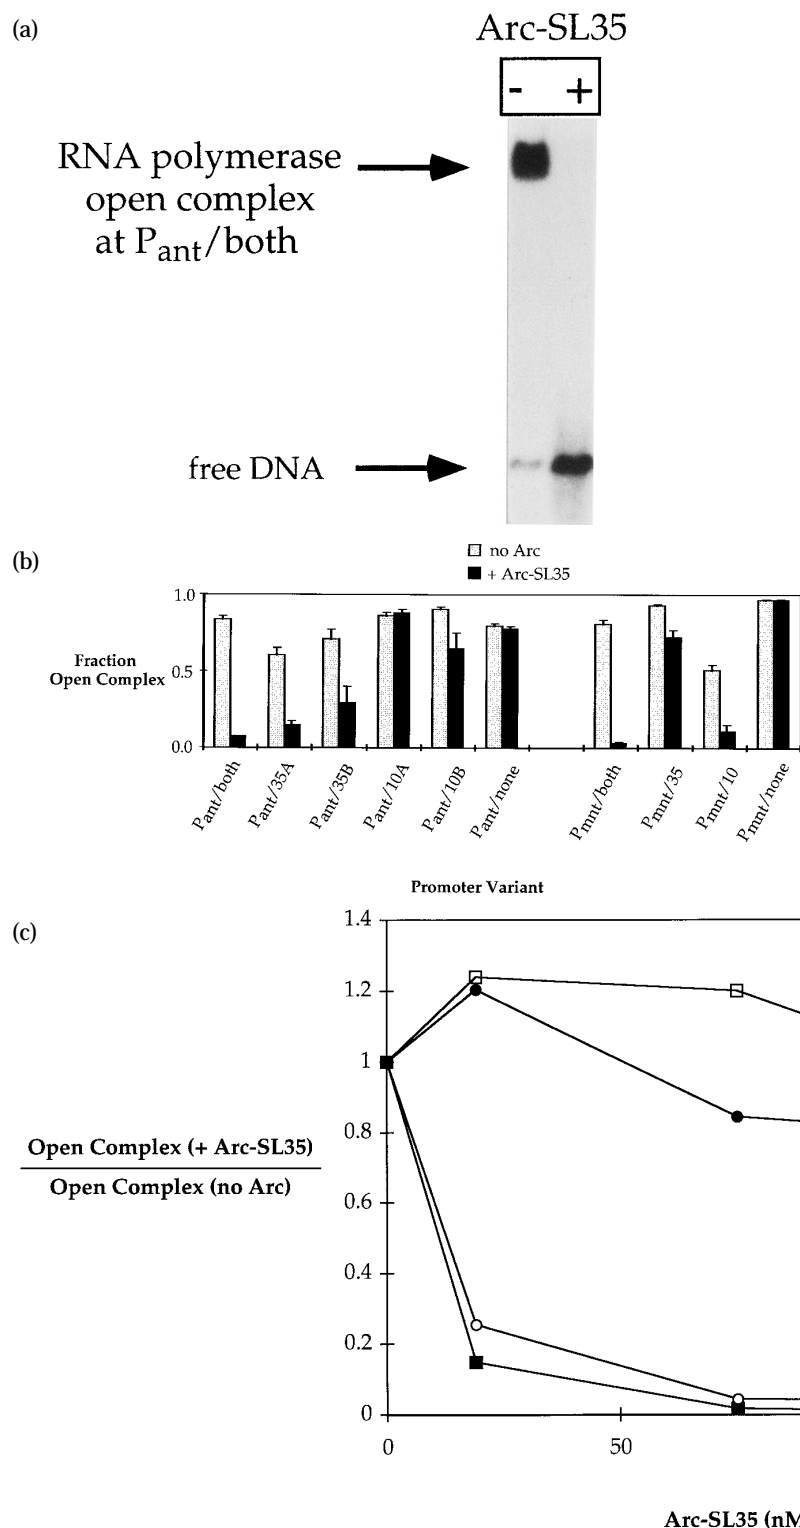 (a)
Arc-SL35
- +
RNA polymerase
open complex
at Pant/both
free DNA
(b)
no Arc
+ Arc-SL35
1.0
0.5
0.0
Fraction
Open Complex
Pant/both
Pant/35A
Pant/35B
Pant/10A
Pant/10B
Pant/none
Pmnt/both
Pmnt/35
Pmnt/10
Pmnt/none
Promoter Variant
(c)
1.4
1.2
1
0.8
0.6
0.4
0.2
0
Open Complex (+ Arc-SL35)
Open Complex (no Arc)
0
50
Arc-SL35 (nM